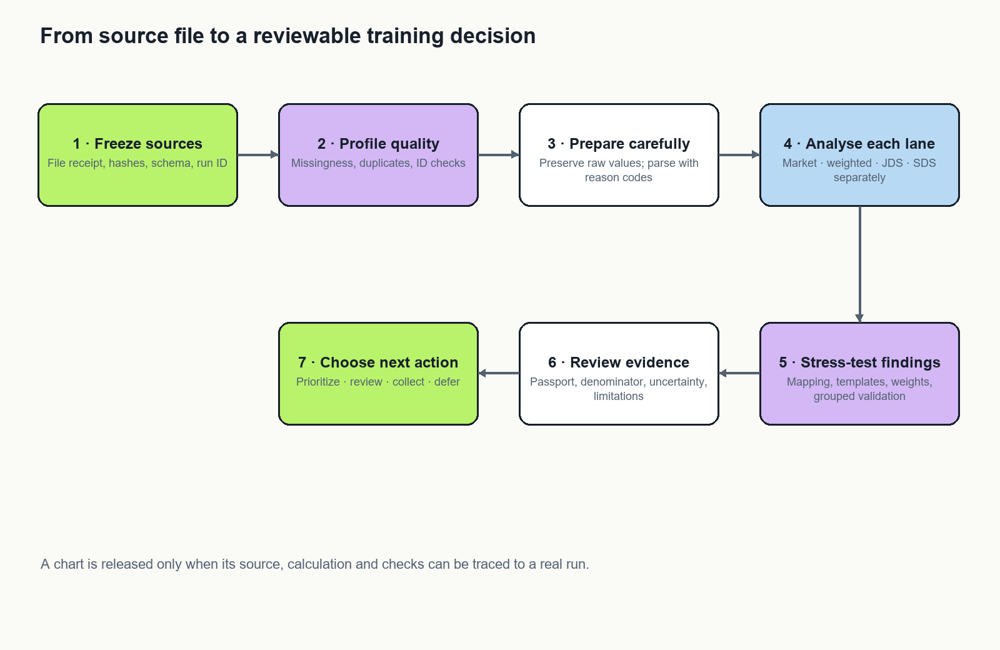 From source file to a reviewable training decision
1 · Freeze sources
File receipt, hashes, schema, run ID
2 · Profile quality
Missingness, duplicates, ID checks
3 · Prepare carefully
Preserve raw values; parse with
reason codes
4 · Analyse each lane
Market · weighted · JDS · SDS
separately
5 · Stress-test findings
Mapping, templates, weights,
grouped validation
6 · Review evidence
Passport, denominator, uncertainty,
limitations
7 · Choose next action
Prioritize · review · collect · defer
A chart is released only when its source, calculation and checks can be traced to a real run.